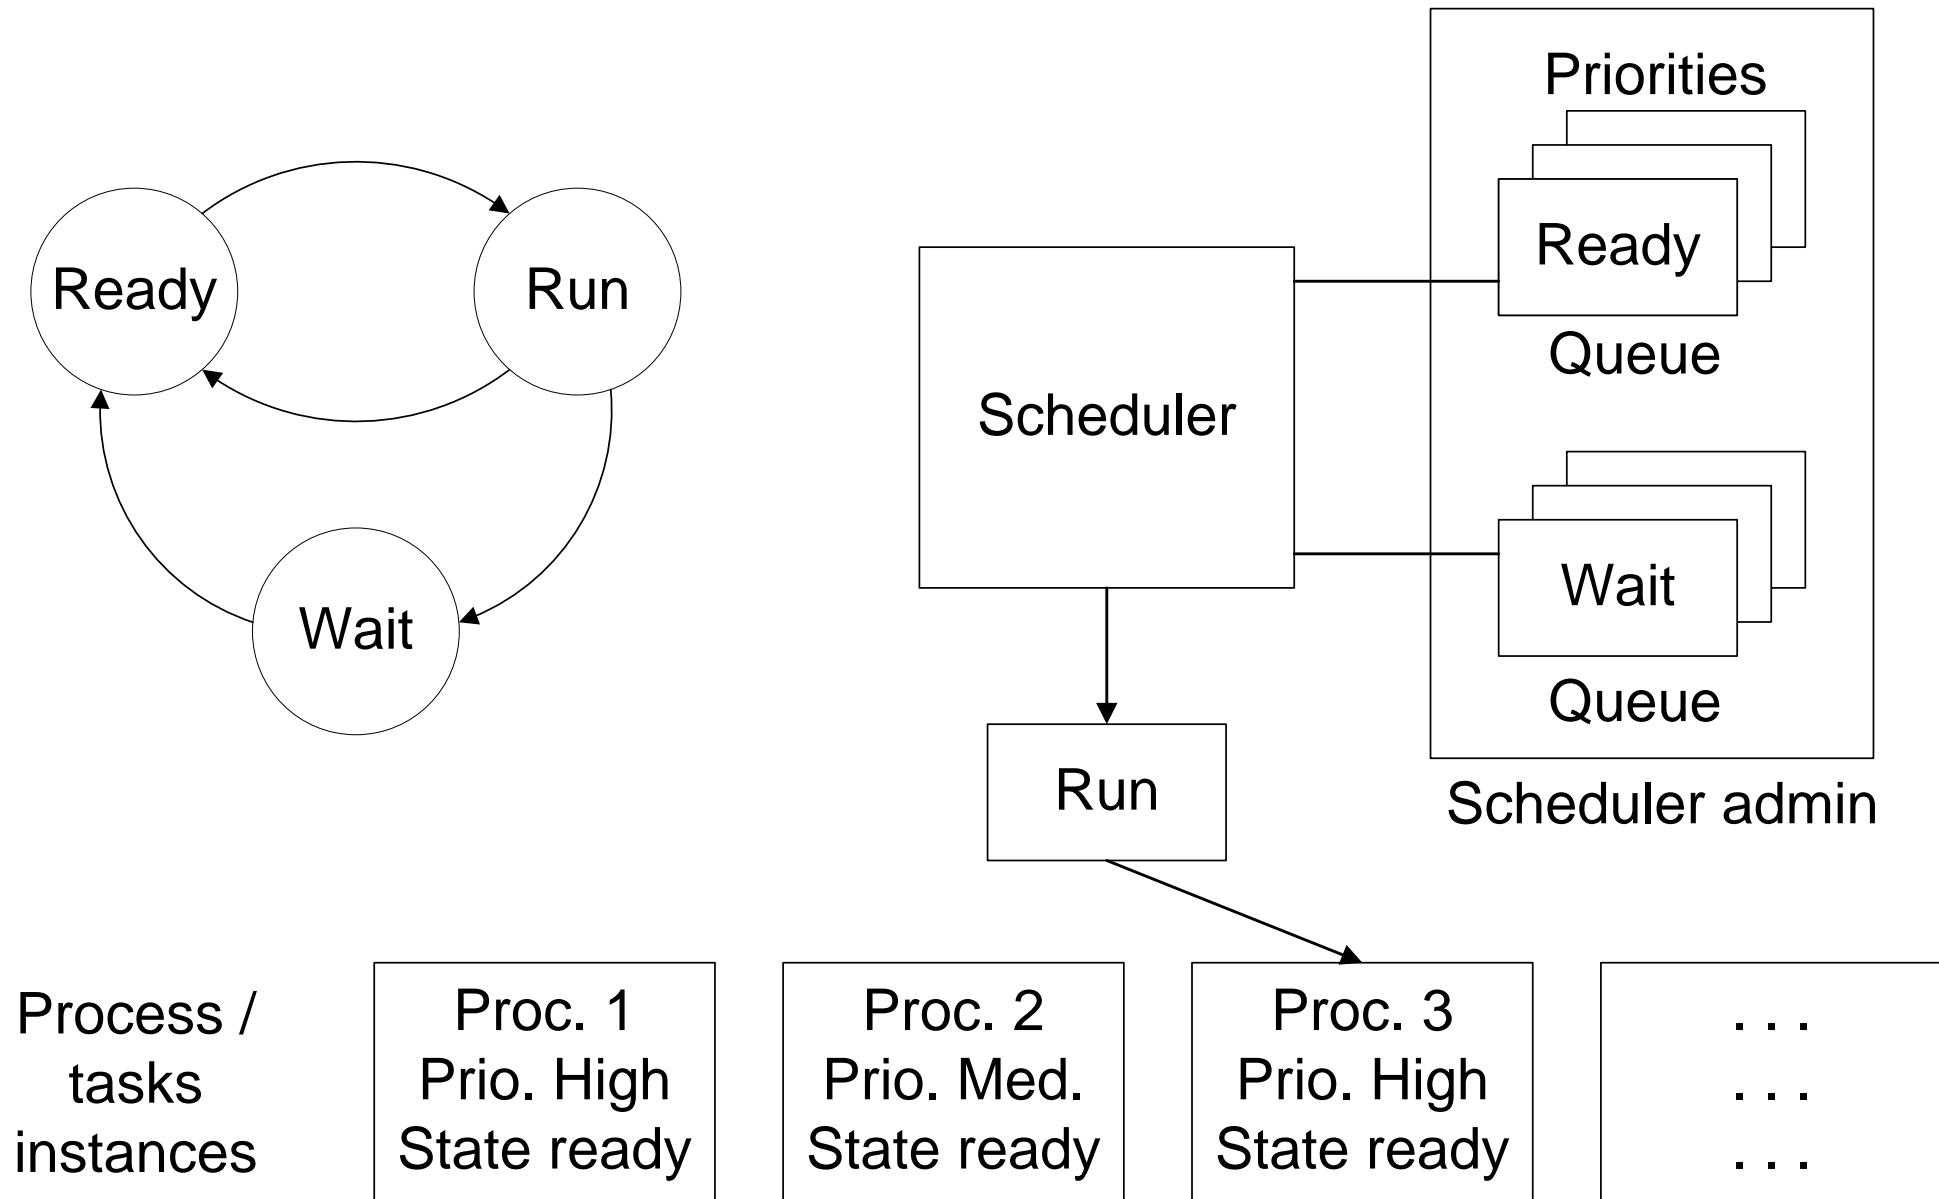 Priorities
Ready
Queue
Wait
Queue
Scheduler admin
Scheduler
Run
Ready
Run
Wait
Process /
tasks
instances
Proc. 1
Prio. High
State ready
Proc. 2
Prio. Med.
State ready
Proc. 3
Prio. High
State ready
. . .
. . .
. . .